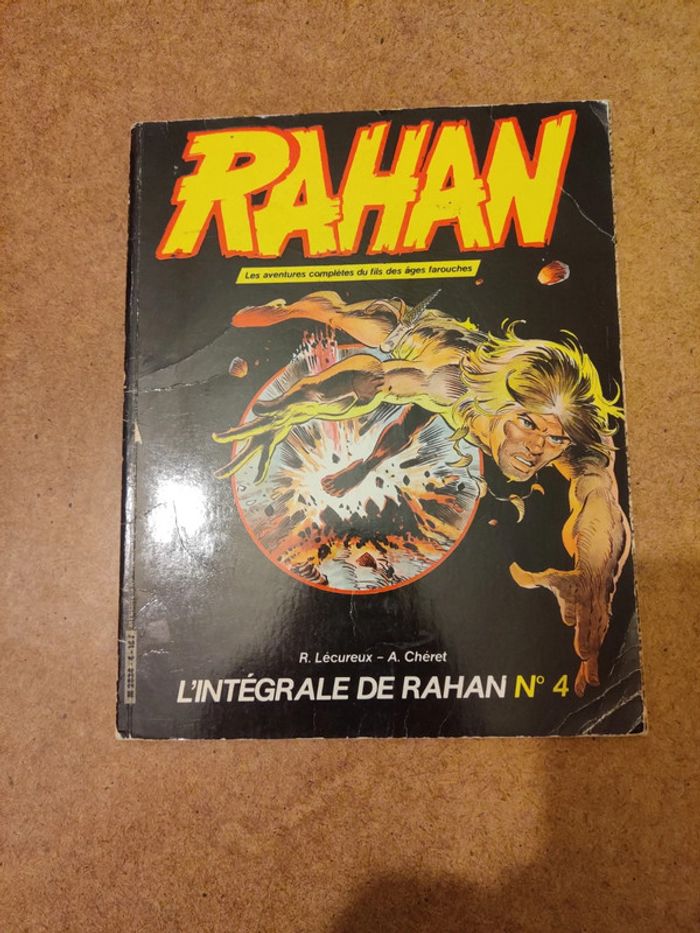 RAHAN
Les aventures complètes du fils des âges farouches
R. Lécureux - A. Chéret
L'INTÉGRALE DE RAHAN N° 4